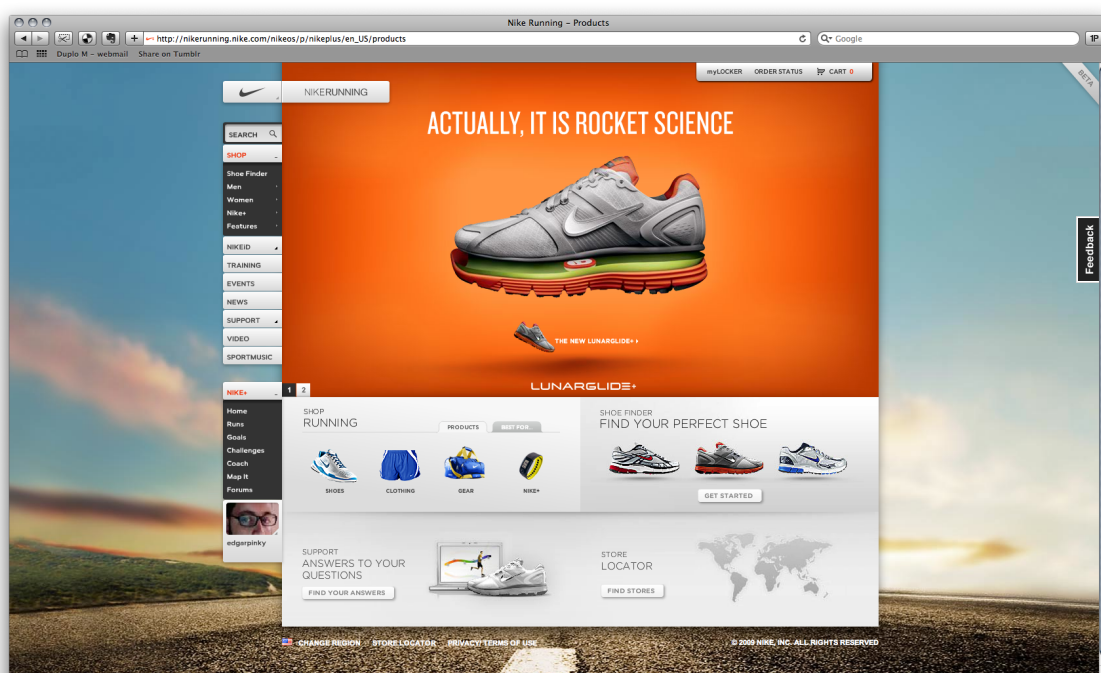 Nike Running – Products
http://nikerunning.nike.com/nikeos/p/nikeplus/en_US/products
Google
1P
Duplo M – webmail Share on Tumblr
myLOCKER ORDER STATUS CART 0
BETA
NIKERUNNING
ACTUALLY, IT IS ROCKET SCIENCE
SEARCH
SHOP
Shoe Finder
Men
Women
Nike+
Features
NIKEiD
TRAINING
EVENTS
NEWS
SUPPORT
VIDEO
SPORTMUSIC
Feedback
THE NEW LUNARGLIDE+
LUNARGLIDE+
1 2
NIKE+
Home
Runs
Goals
Challenges
Coach
Map It
Forums
edgarpinky
SHOP
RUNNING
PRODUCTS BEST FOR...
SHOES CLOTHING GEAR NIKE+
SHOE FINDER
FIND YOUR PERFECT SHOE
GET STARTED
SUPPORT
ANSWERS TO YOUR
QUESTIONS
FIND YOUR ANSWERS
STORE
LOCATOR
FIND STORES
CHANGE REGION STORE LOCATOR PRIVACY/ TERMS OF USE
© 2009 NIKE, INC. ALL RIGHTS RESERVED